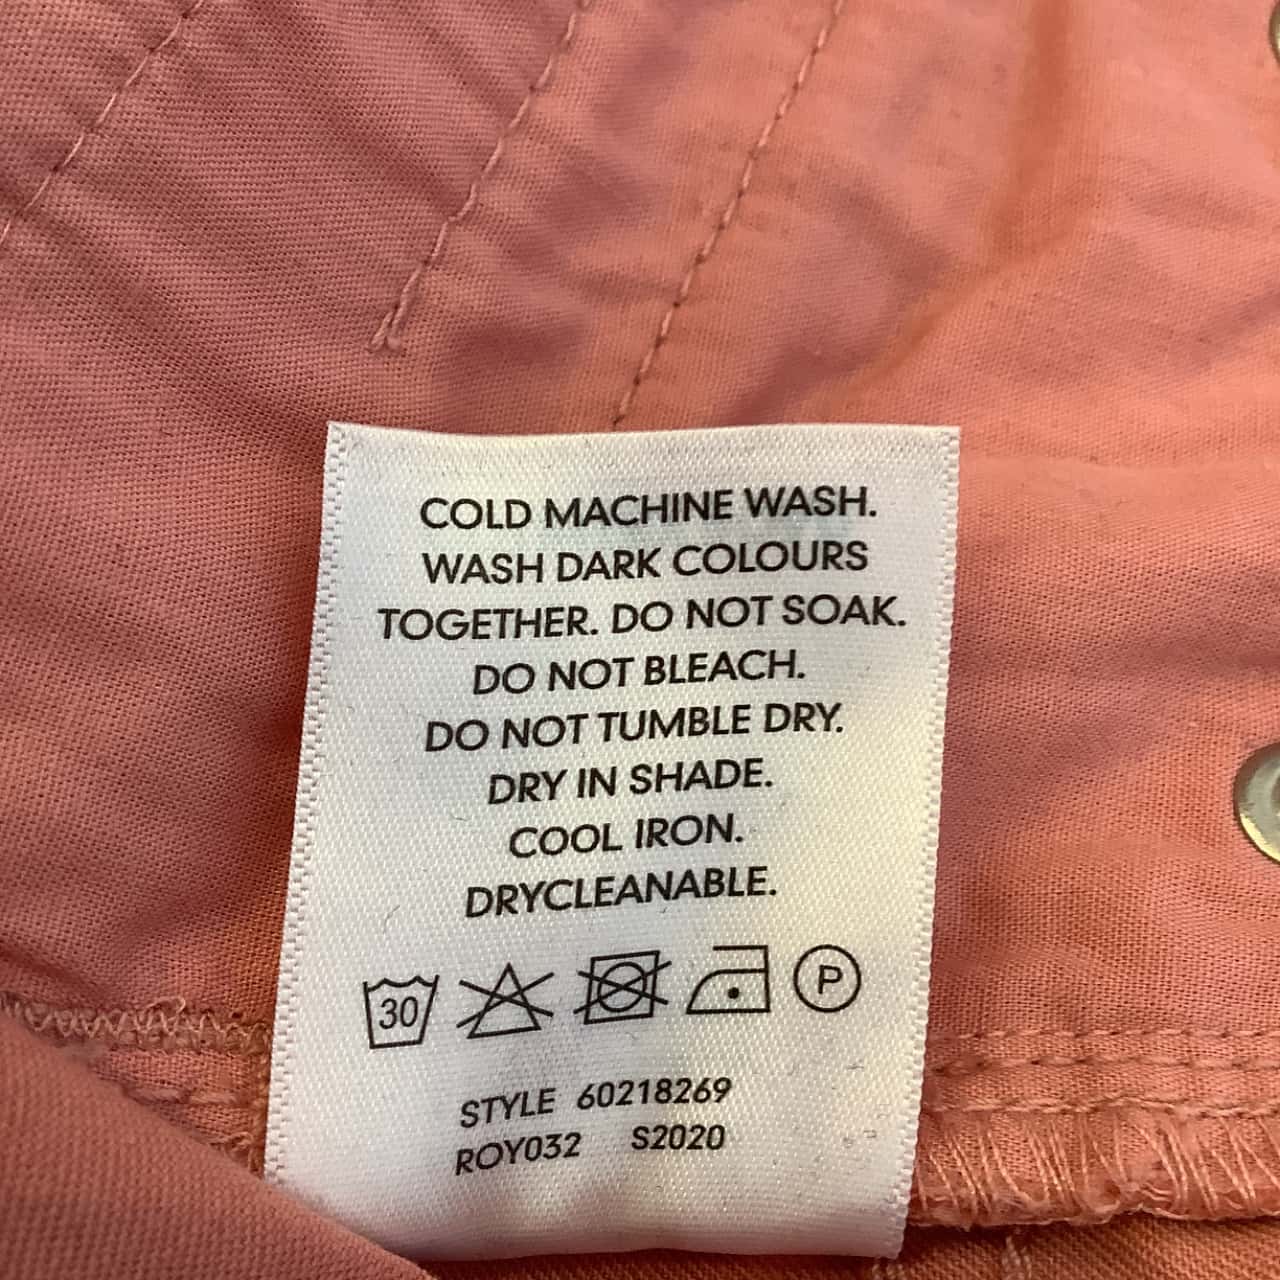 COLD MACHINE WASH.
WASH DARK COLOURS
TOGETHER. DO NOT SOAK.
DO NOT BLEACH.
DO NOT TUMBLE DRY.
DRY IN SHADE.
COOL IRON.
DRYCLEANABLE.
30 P
STYLE 60218269
ROY032 S2020